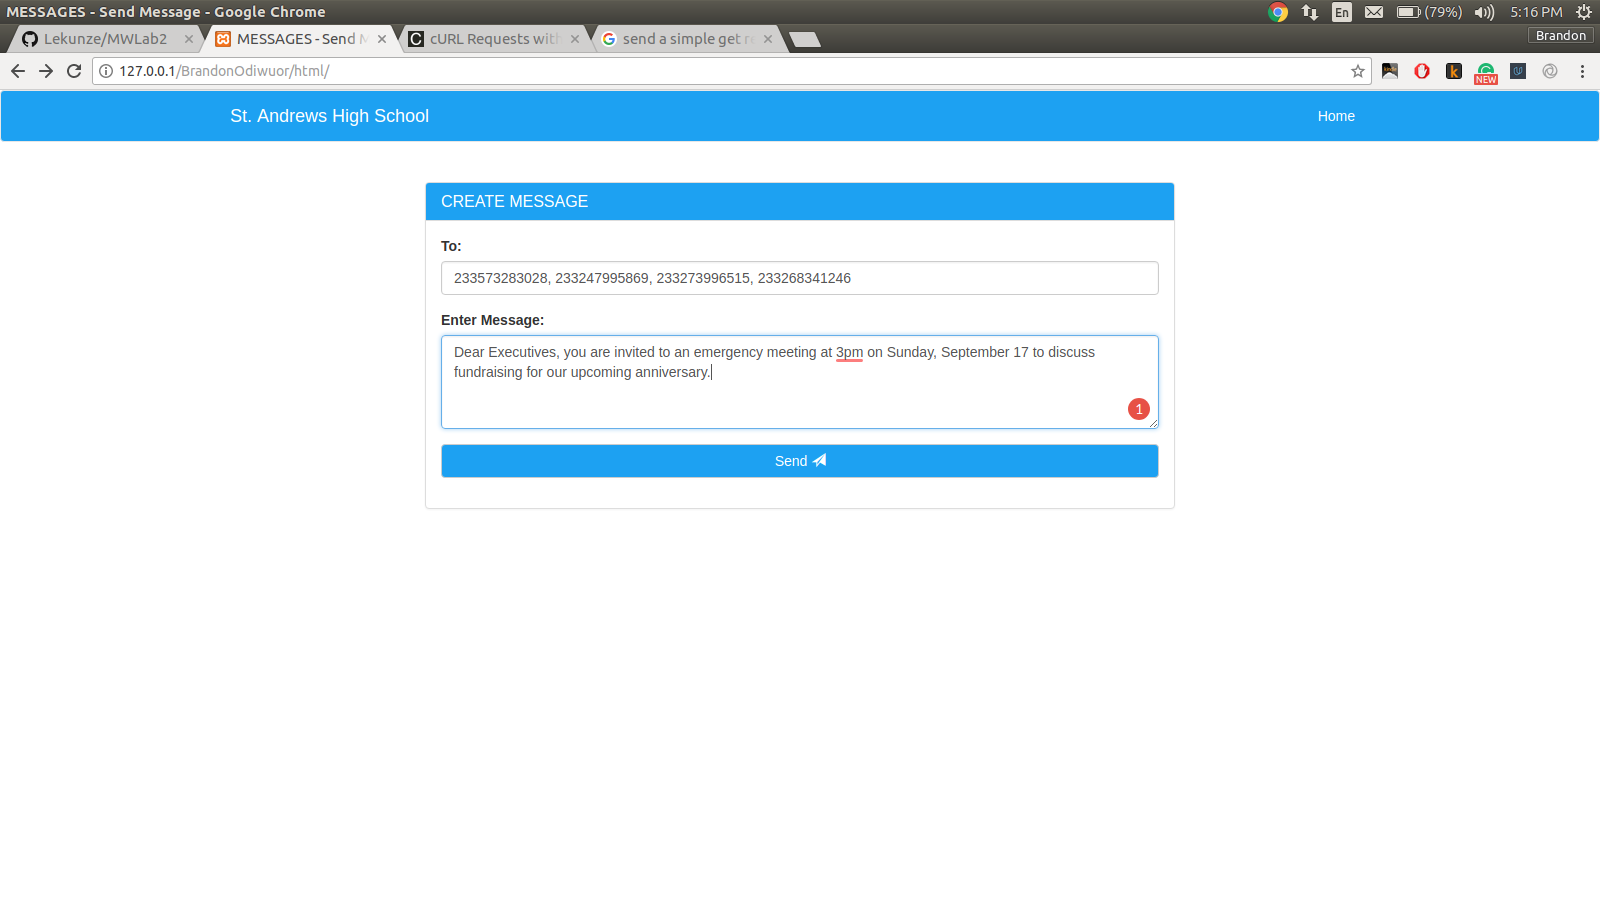 MESSAGES - Send Message - Google Chrome
En
(79%)
5:16 PM
Lekunze/MWLab2
MESSAGES - Send M
cURL Requests with
send a simple get re
Brandon
127.0.0.1/BrandonOdiwuor/html/
k
NEW
St. Andrews High School
Home
CREATE MESSAGE
To:
233573283028, 233247995869, 233273996515, 233268341246
Enter Message:
Dear Executives, you are invited to an emergency meeting at 3pm on Sunday, September 17 to discuss
fundraising for our upcoming anniversary.
1
Send